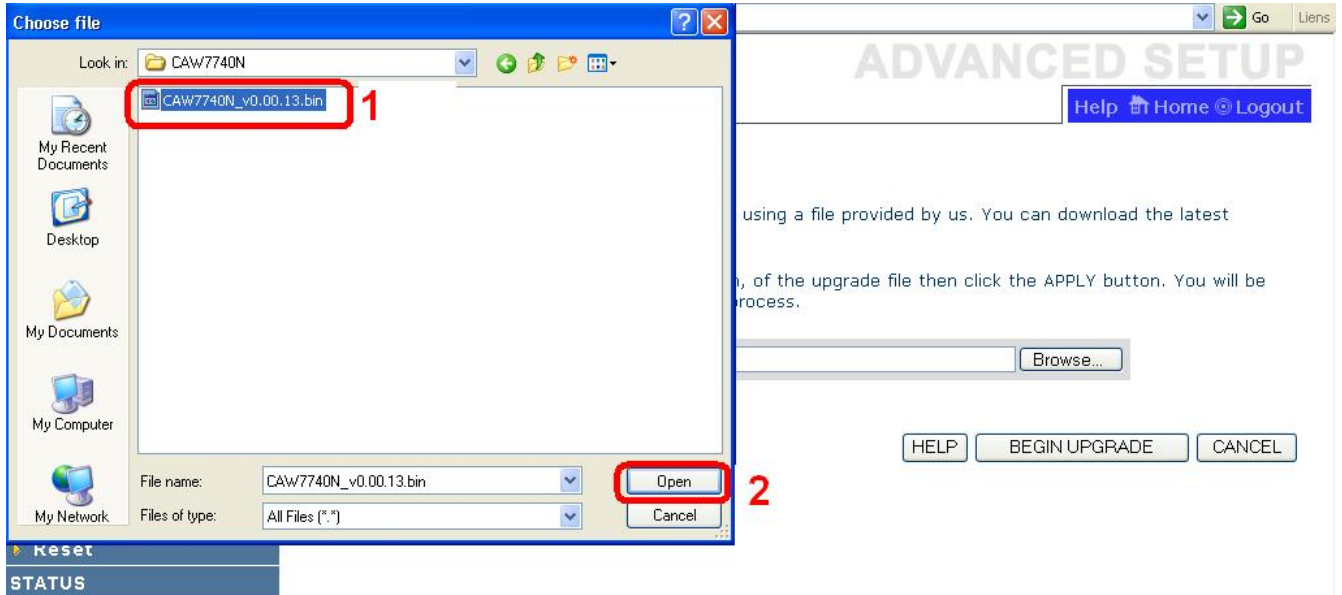 Choose file
Go Liens
Look in: CAW7740N
ADVANCED SETUP
Help Home Logout
CAW7740N_v0.00.13.bin 1
My Recent
Documents
Desktop
My Documents
My Computer
My Network
using a file provided by us. You can download the latest
, of the upgrade file then click the APPLY button. You will be
process.
Browse...
HELP BEGIN UPGRADE CANCEL
File name: CAW7740N_v0.00.13.bin Open 2
Files of type: All Files (*.*) Cancel
Reset
STATUS